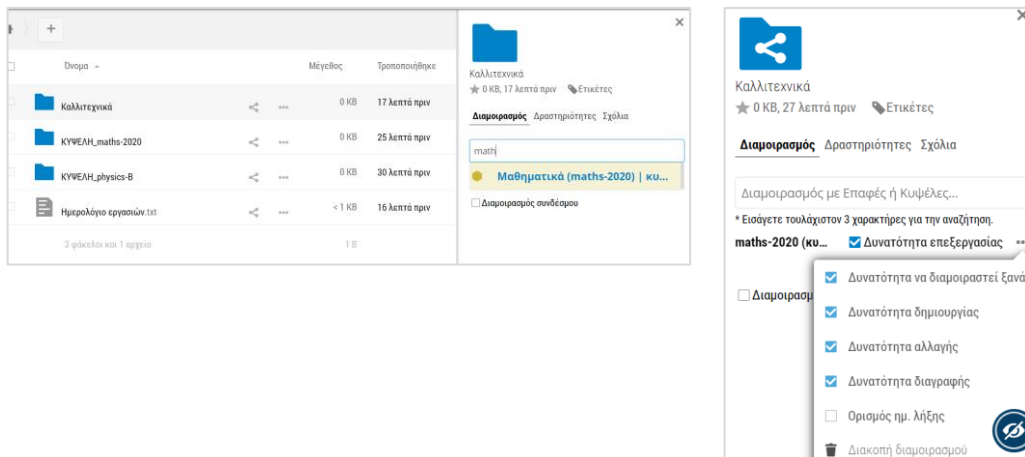 +
Όνομα
Μέγεθος
Τροποποιήθηκε
Καλλιτεχνικά
0 KB
17 λεπτά πριν
ΚΥΨΕΛΗ_maths-2020
0 KB
25 λεπτά πριν
ΚΥΨΕΛΗ_physics-B
0 KB
30 λεπτά πριν
Ημερολόγιο εργασιών.txt
< 1 KB
16 λεπτά πριν
3 φάκελοι και 1 αρχείο
1 B
Καλλιτεχνικά
0 KB, 17 λεπτά πριν Ετικέτες
Διαμοιρασμός Δραστηριότητες Σχόλια
math
Μαθηματικά (maths-2020) | κυ...
Διαμοιρασμός συνδέσμου
Καλλιτεχνικά
0 KB, 27 λεπτά πριν Ετικέτες
Διαμοιρασμός Δραστηριότητες Σχόλια
Διαμοιρασμός με Επαφές ή Κυψέλες...
* Εισάγετε τουλάχιστον 3 χαρακτήρες για την αναζήτηση.
maths-2020 (κυ... Δυνατότητα επεξεργασίας
Δυνατότητα να διαμοιραστεί ξανά
Διαμοιρασμ
Δυνατότητα δημιουργίας
Δυνατότητα αλλαγής
Δυνατότητα διαγραφής
Ορισμός ημ. λήξης
Διακοπή διαμοιρασμού